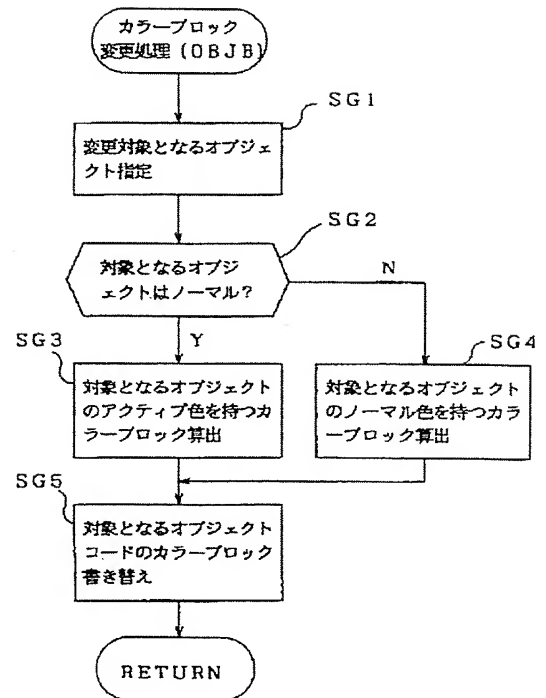 カラーブロック
変更処理(OBJB)
SG1
変更対象となるオブジェ
クト指定
SG2
対象となるオブジ
ェクトはノーマル?
N
Y
SG3
対象となるオブジェクト
のアクティブ色を持つカ
ラーブロック算出
SG4
対象となるオブジェクト
のノーマル色を持つカラ
ーブロック算出
SG5
対象となるオブジェクト
コードのカラーブロック
書き替え
RETURN